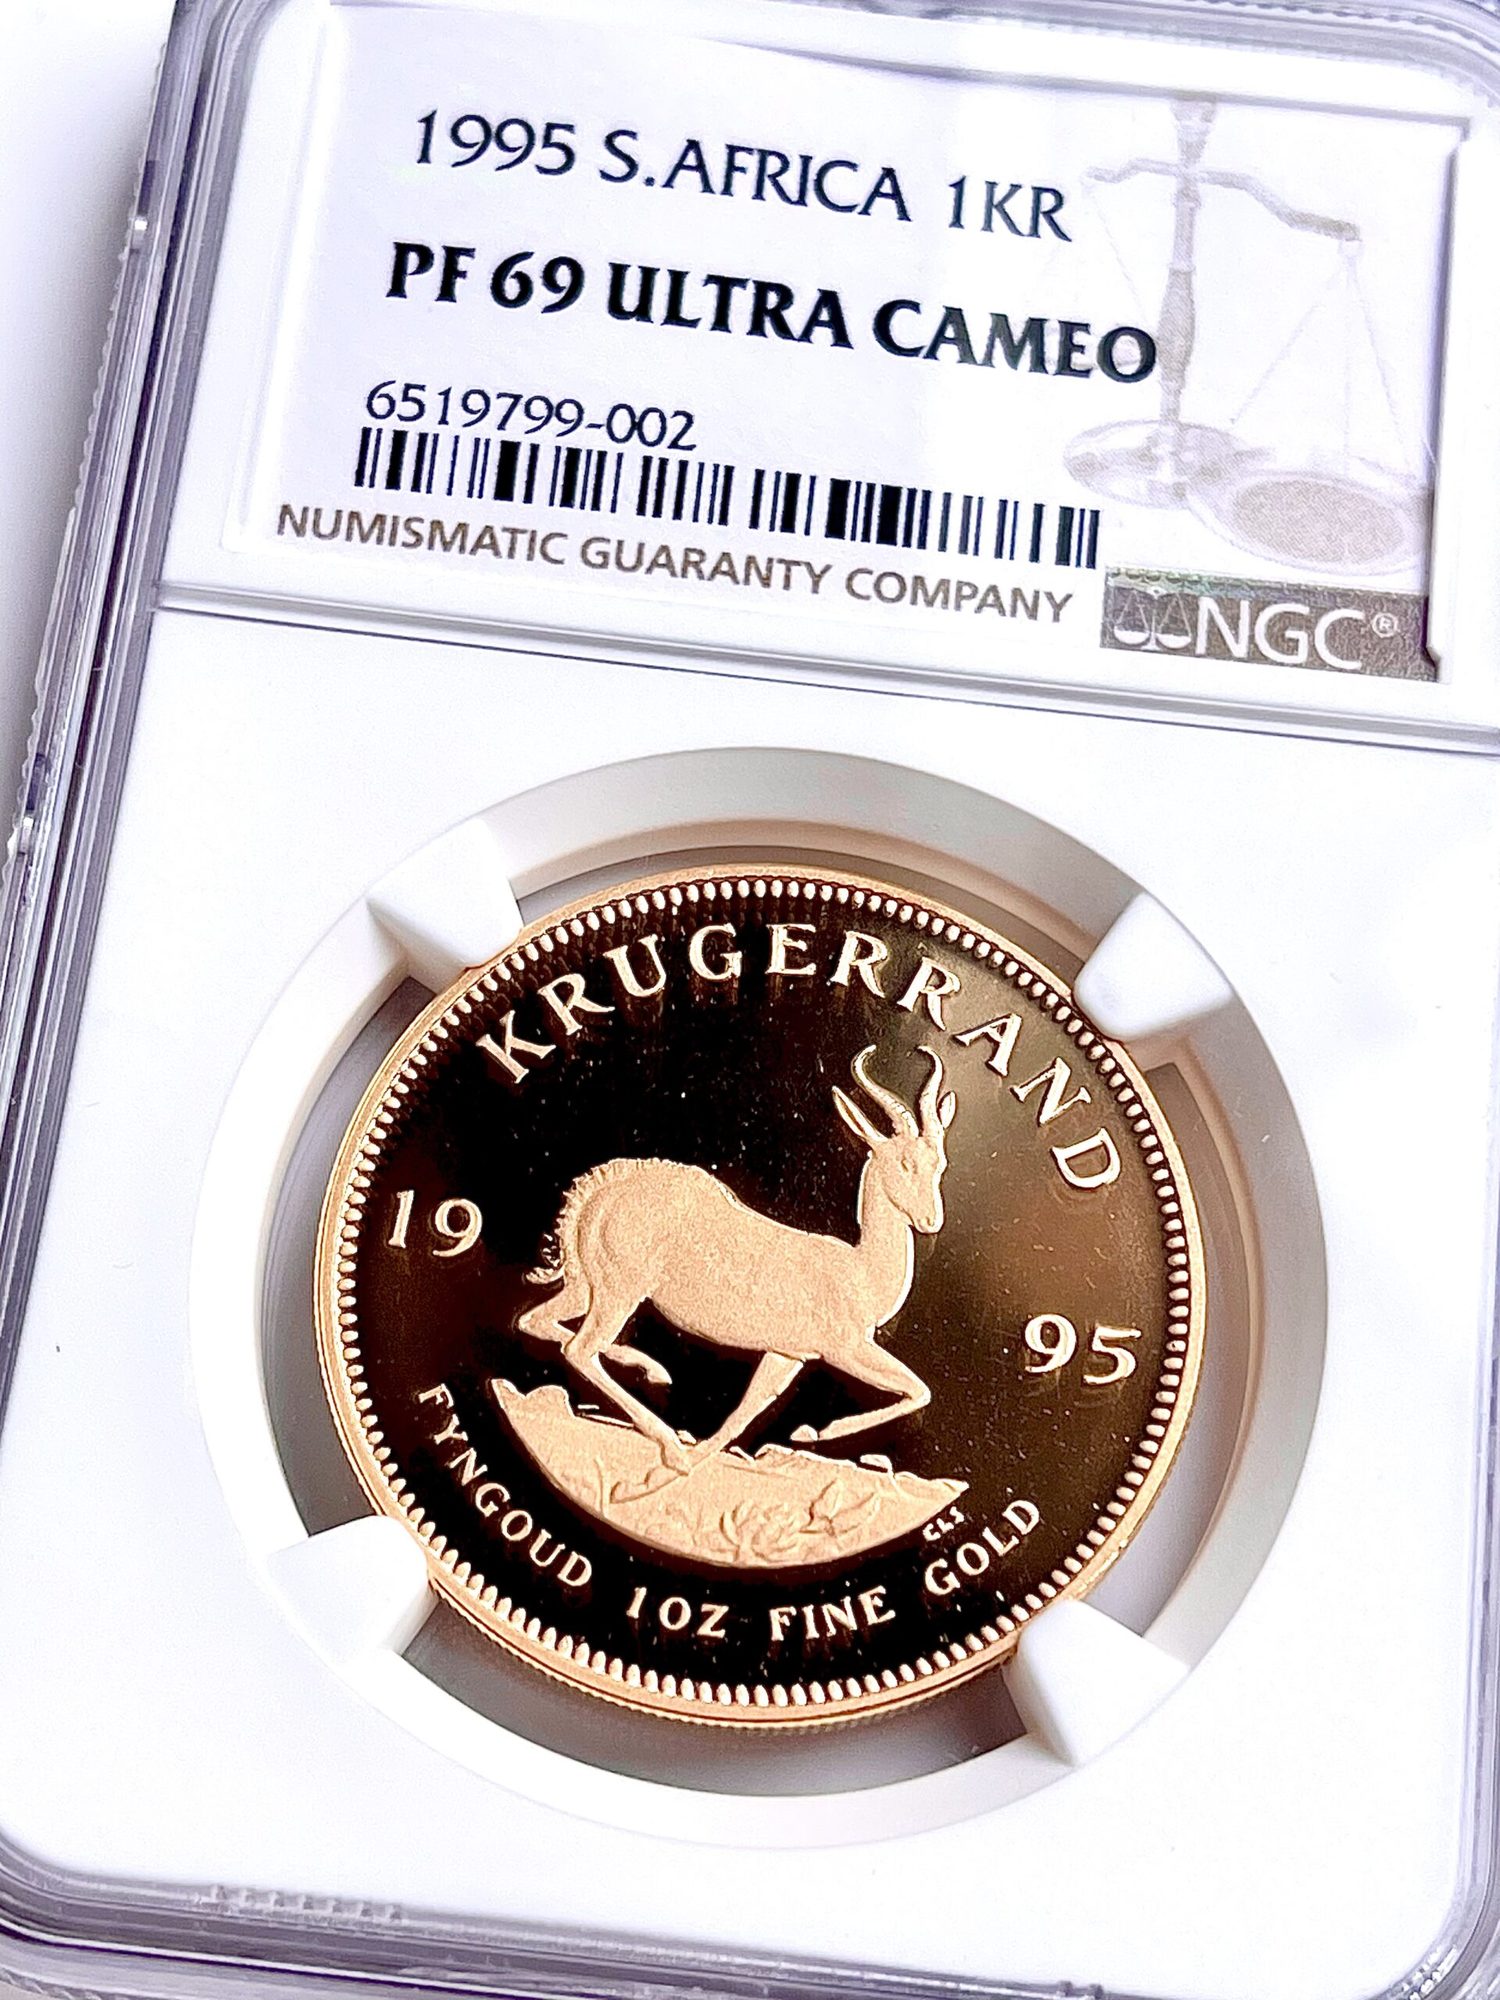 1995 S.AFRICA 1KR
PF 69 ULTRA CAMEO
6519799-002
NUMISMATIC GUARANTY COMPANY
NGC®
KRUGERRAND
19 95
FYNGOUD 1OZ FINE GOLD
CLS